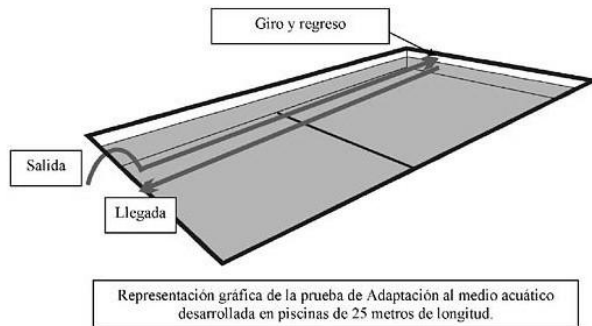 Giro y regreso
Salida
Llegada
Representación gráfica de la prueba de Adaptación al medio acuático
desarrollada en piscinas de 25 metros de longitud.